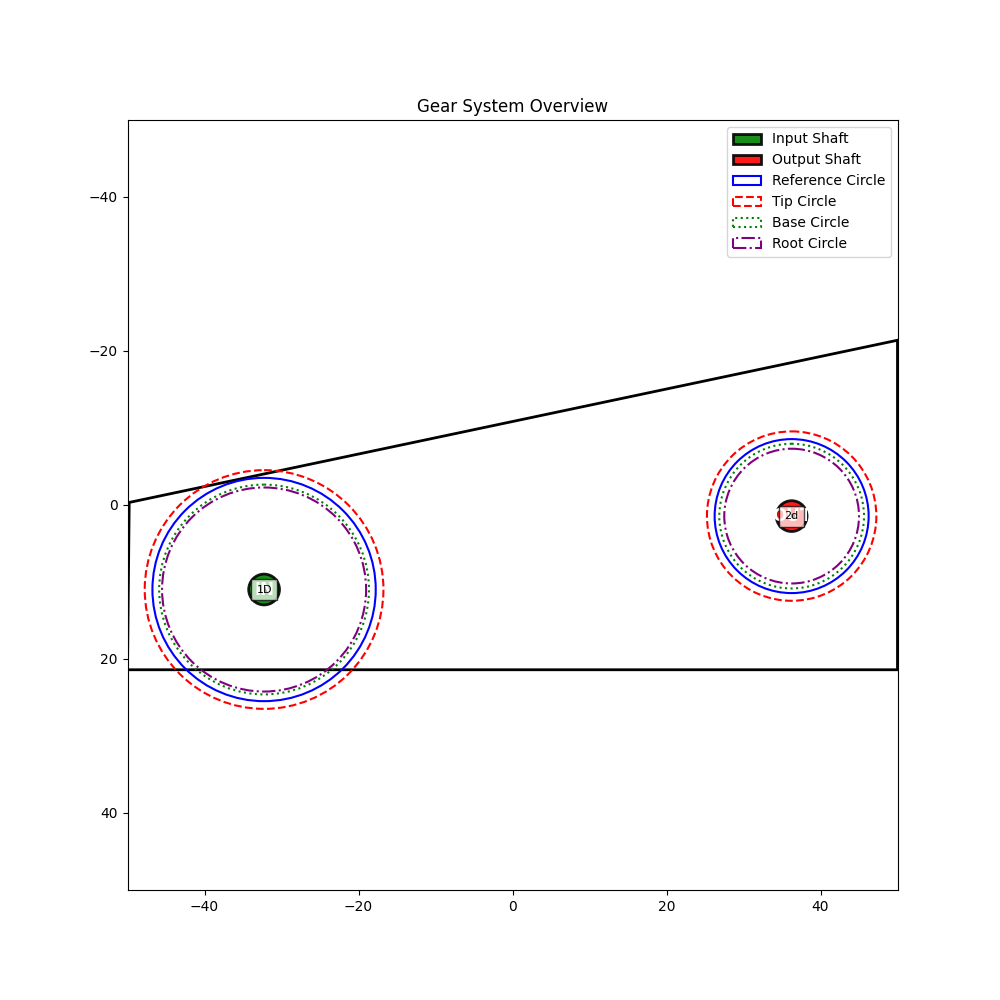 Gear System Overview
Input Shaft
Output Shaft
Reference Circle
Tip Circle
Base Circle
Root Circle
−40
−20
0
20
40
1D
2d
−40
−20
0
20
40